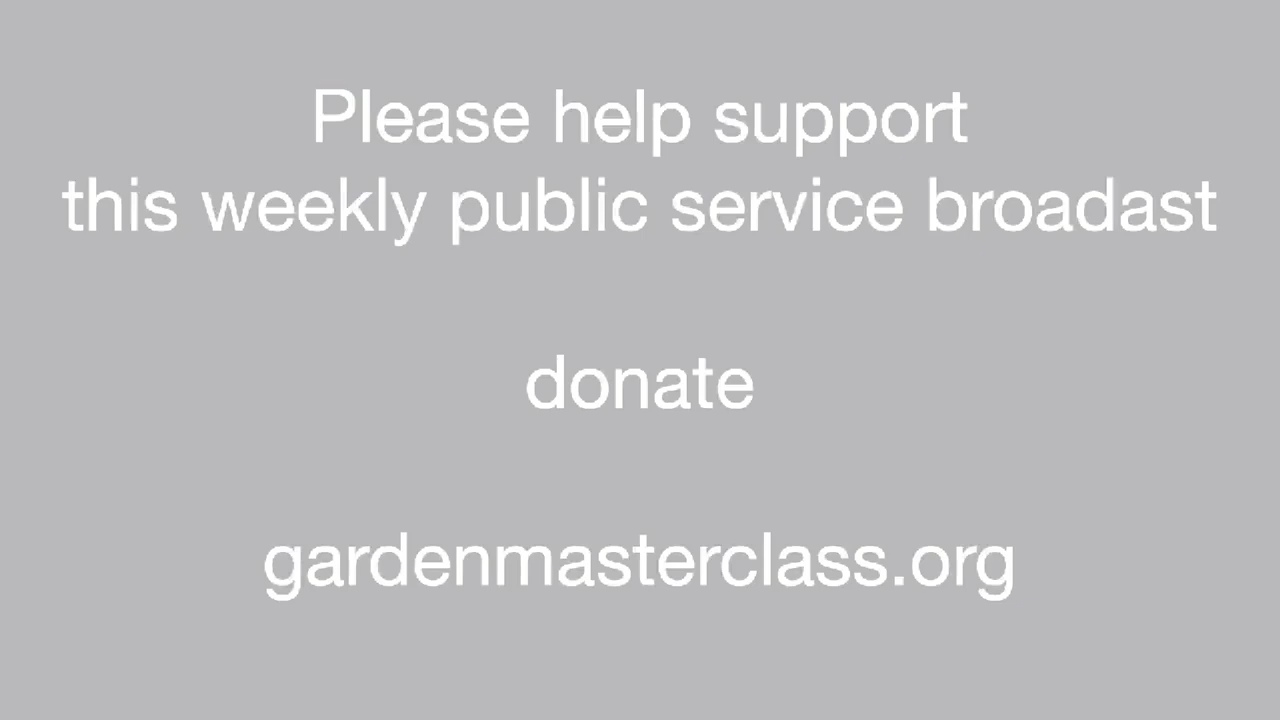 Please help support
this weekly public service broadast
donate
gardenmasterclass.org